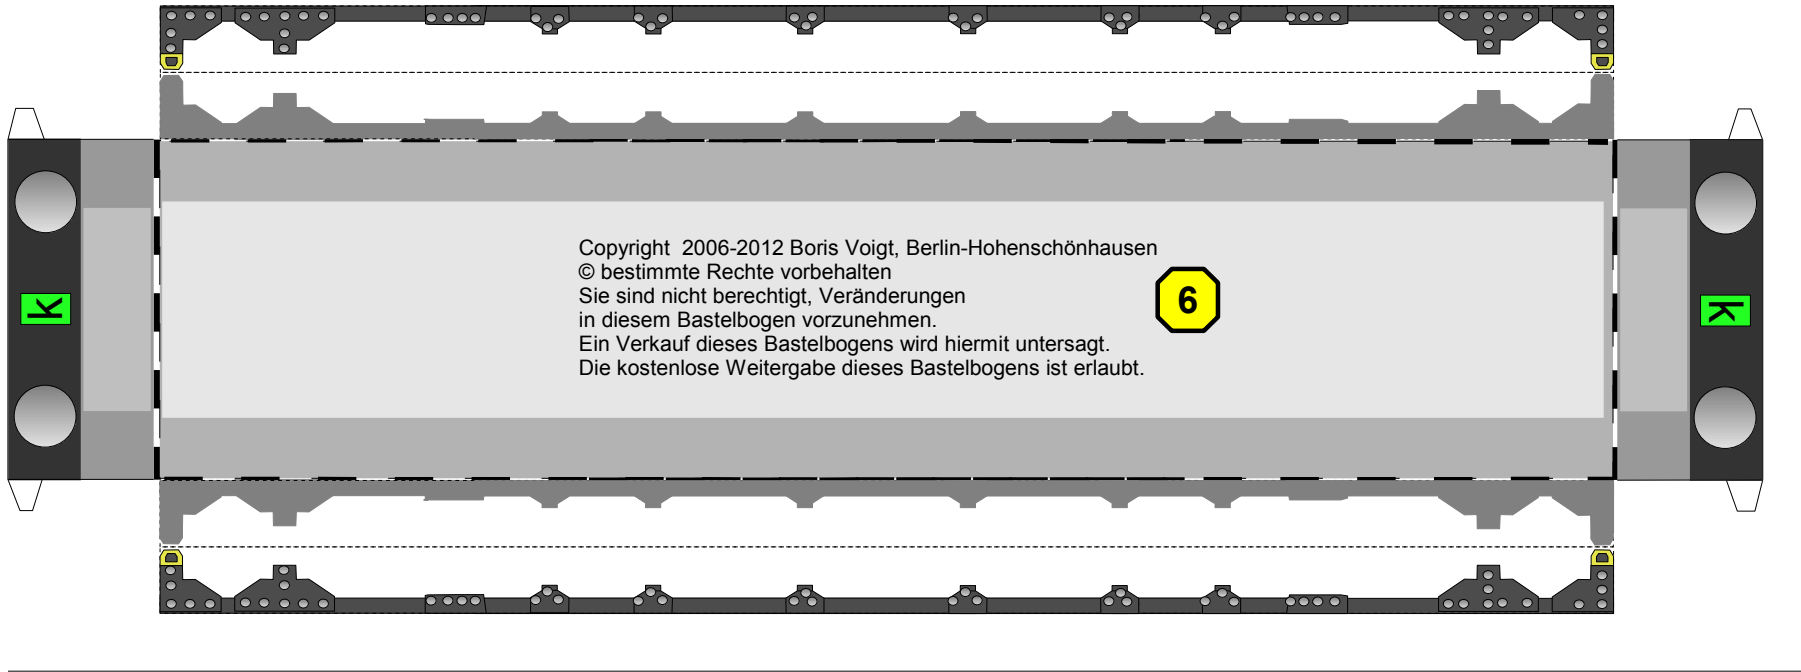 Copyright  2006-2012 Boris Voigt, Berlin-Hohenschönhausen
© bestimmte Rechte vorbehalten
Sie sind nicht berechtigt, Veränderungen
in diesem Bastelbogen vorzunehmen.
Ein Verkauf dieses Bastelbogens wird hiermit untersagt.
Die kostenlose Weitergabe dieses Bastelbogens ist erlaubt.
6
k
k